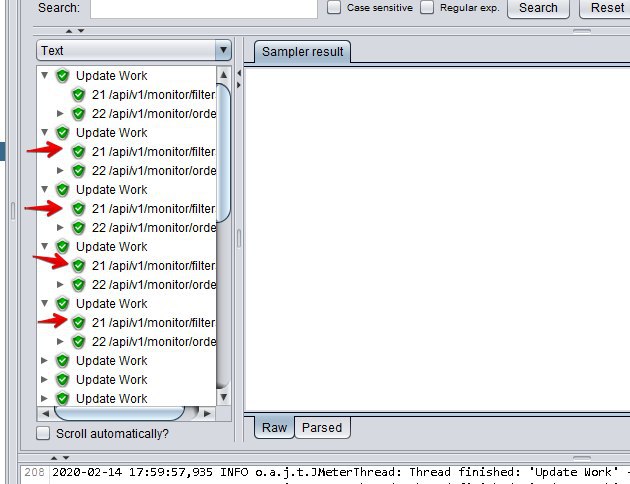 Search: Case sensitive Regular exp. Search Reset
Text
Sampler result
Update Work
21 /api/v1/monitor/filter
22 /api/v1/monitor/orde
Update Work
21 /api/v1/monitor/filter
22 /api/v1/monitor/orde
Update Work
21 /api/v1/monitor/filter
22 /api/v1/monitor/orde
Update Work
21 /api/v1/monitor/filter
22 /api/v1/monitor/orde
Update Work
21 /api/v1/monitor/filter
22 /api/v1/monitor/orde
Update Work
Update Work
Update Work
Raw Parsed
Scroll automatically?
208 2020-02-14 17:59:57,935 INFO o.a.j.t.JMeterThread: Thread finished: 'Update Work' -